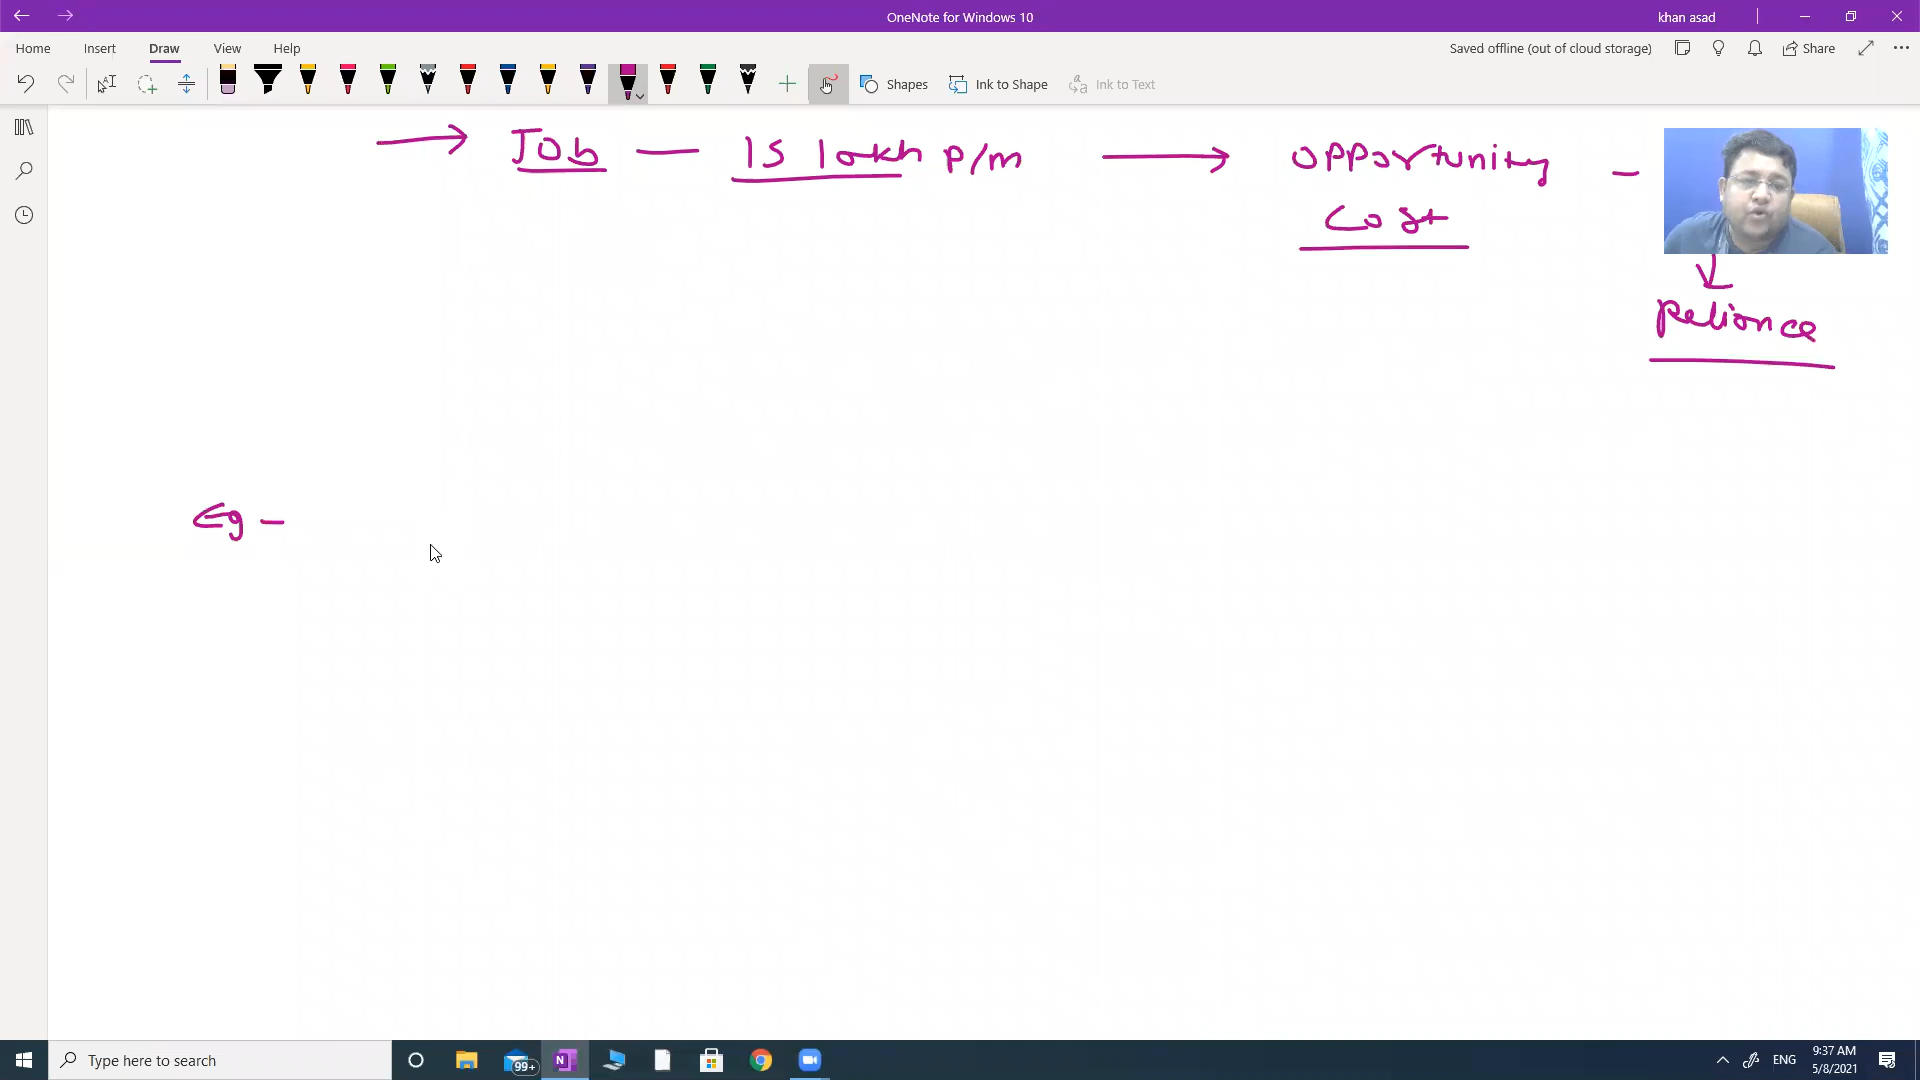 OneNote for Windows 10
khan asad
Home Insert Draw View Help
Saved offline (out of cloud storage)
Share
Shapes
Ink to Shape
Ink to Text
→ Job — 15 lakh p/m → opportunity –
Cost
Reliance
Eg –
Type here to search
99+
N
ENG
9:37 AM
5/8/2021